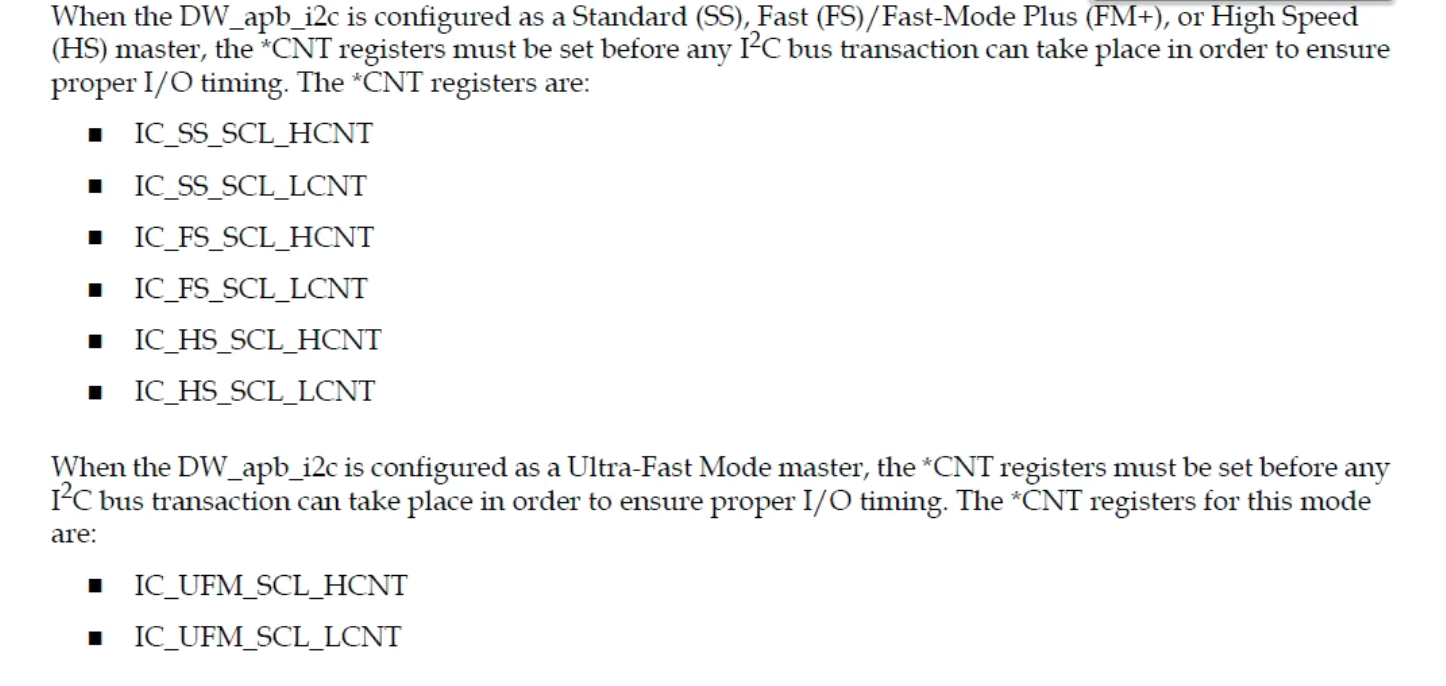 When the DW_apb_i2c is configured as a Standard (SS), Fast (FS)/Fast-Mode Plus (FM+), or High Speed
(HS) master, the *CNT registers must be set before any I²C bus transaction can take place in order to ensure
proper I/O timing. The *CNT registers are:
■ IC_SS_SCL_HCNT
■ IC_SS_SCL_LCNT
■ IC_FS_SCL_HCNT
■ IC_FS_SCL_LCNT
■ IC_HS_SCL_HCNT
■ IC_HS_SCL_LCNT
When the DW_apb_i2c is configured as a Ultra-Fast Mode master, the *CNT registers must be set before any
I²C bus transaction can take place in order to ensure proper I/O timing. The *CNT registers for this mode
are:
■ IC_UFM_SCL_HCNT
■ IC_UFM_SCL_LCNT